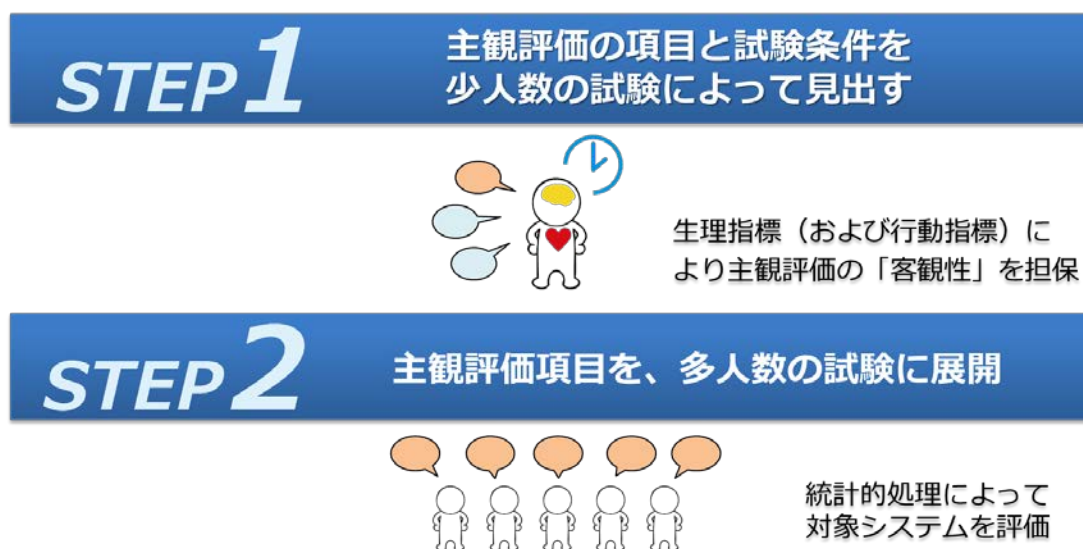 STEP 1
主観評価の項目と試験条件を
少人数の試験によって見出す
生理指標（および行動指標）に
より主観評価の「客観性」を担保
STEP 2
主観評価項目を、多人数の試験に展開
統計的処理によって
対象システムを評価